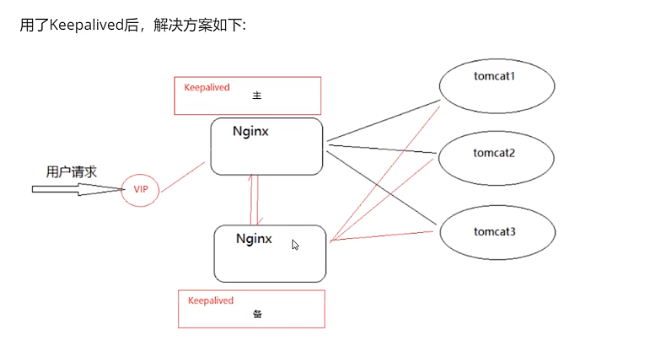 用了Keepalived后，解决方案如下：
Keepalived
主
Nginx
tomcat1
tomcat2
tomcat3
用户请求
VIP
Nginx
Keepalived
备